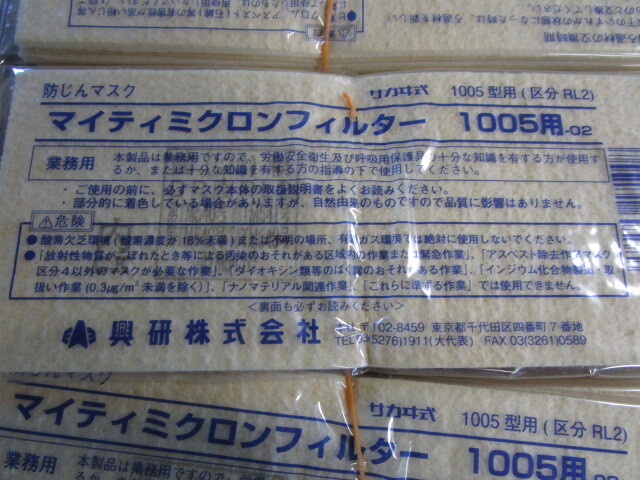 ろ過材の交換時期
防じんマスク サカヰ式 1005型用(区分RL2)
マイティミクロンフィルター 1005用-02
業務用 本製品は業務用ですので、労働安全衛生及び呼吸用保護具の十分な知識を有する方が使用す
るか、または十分な知識を有する方の指導の下で使用してください。
・ご使用の前に、必ずマスク本体の取扱説明書をよくお読みください。
・部分的に着色している場合がありますが、自然由来のものですので品質に影響はありません。
⚠危険
●酸素欠乏環境(酸素濃度が18%未満)または不明の場所、有毒ガス環境では絶対に使用しないでください。
●「放射性物質がこぼれたとき等による汚染のおそれがある区域内の作業または緊急作業」、「アスベスト除去作業(マスク
区分4以外のマスクが必要な作業)」、「ダイオキシン類等のばく露のおそれがある作業」、「インジウム化合物製造・取
扱い作業(0.3μg/m³未満を除く)」、「ナノマテリアル関連作業」、「これらに準ずる作業」では使用できません。
<裏面も必ずお読みください>
興研株式会社 〒102-8459 東京都千代田区四番町7番地
TEL03(5276)1911(大代表) FAX 03(3261)0589
防じんマスク サカヰ式 1005型用(区分RL2)
マイティミクロンフィルター 1005用-02
業務用 本製品は業務用ですので、